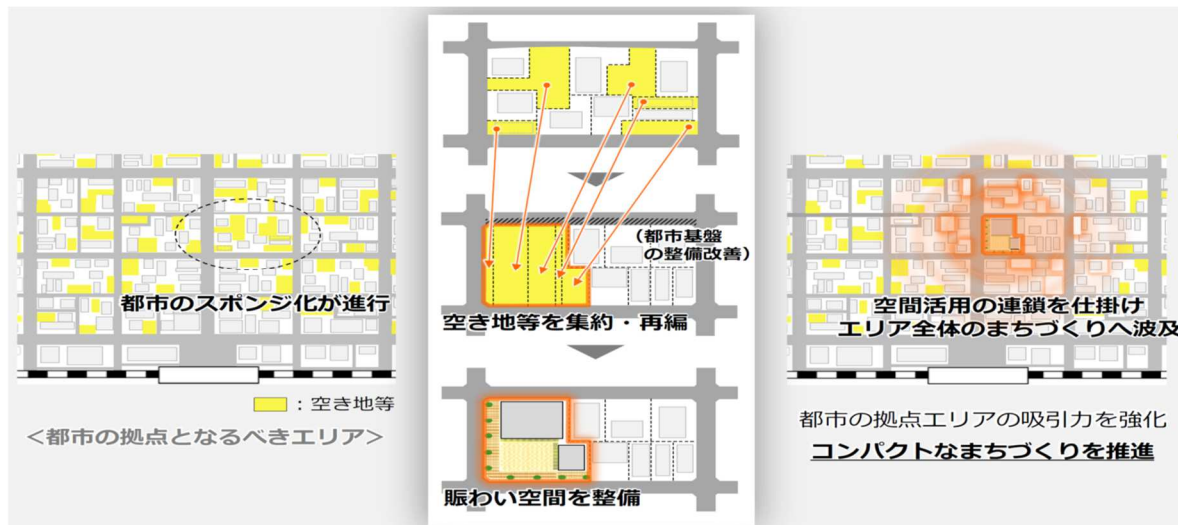 都市のスポンジ化が進行
：空き地等
＜都市の拠点となるべきエリア＞
（都市基盤
の整備改善）
空き地等を集約・再編
賑わい空間を整備
空間活用の連鎖を仕掛け
エリア全体のまちづくりへ波及
都市の拠点エリアの吸引力を強化
コンパクトなまちづくりを推進